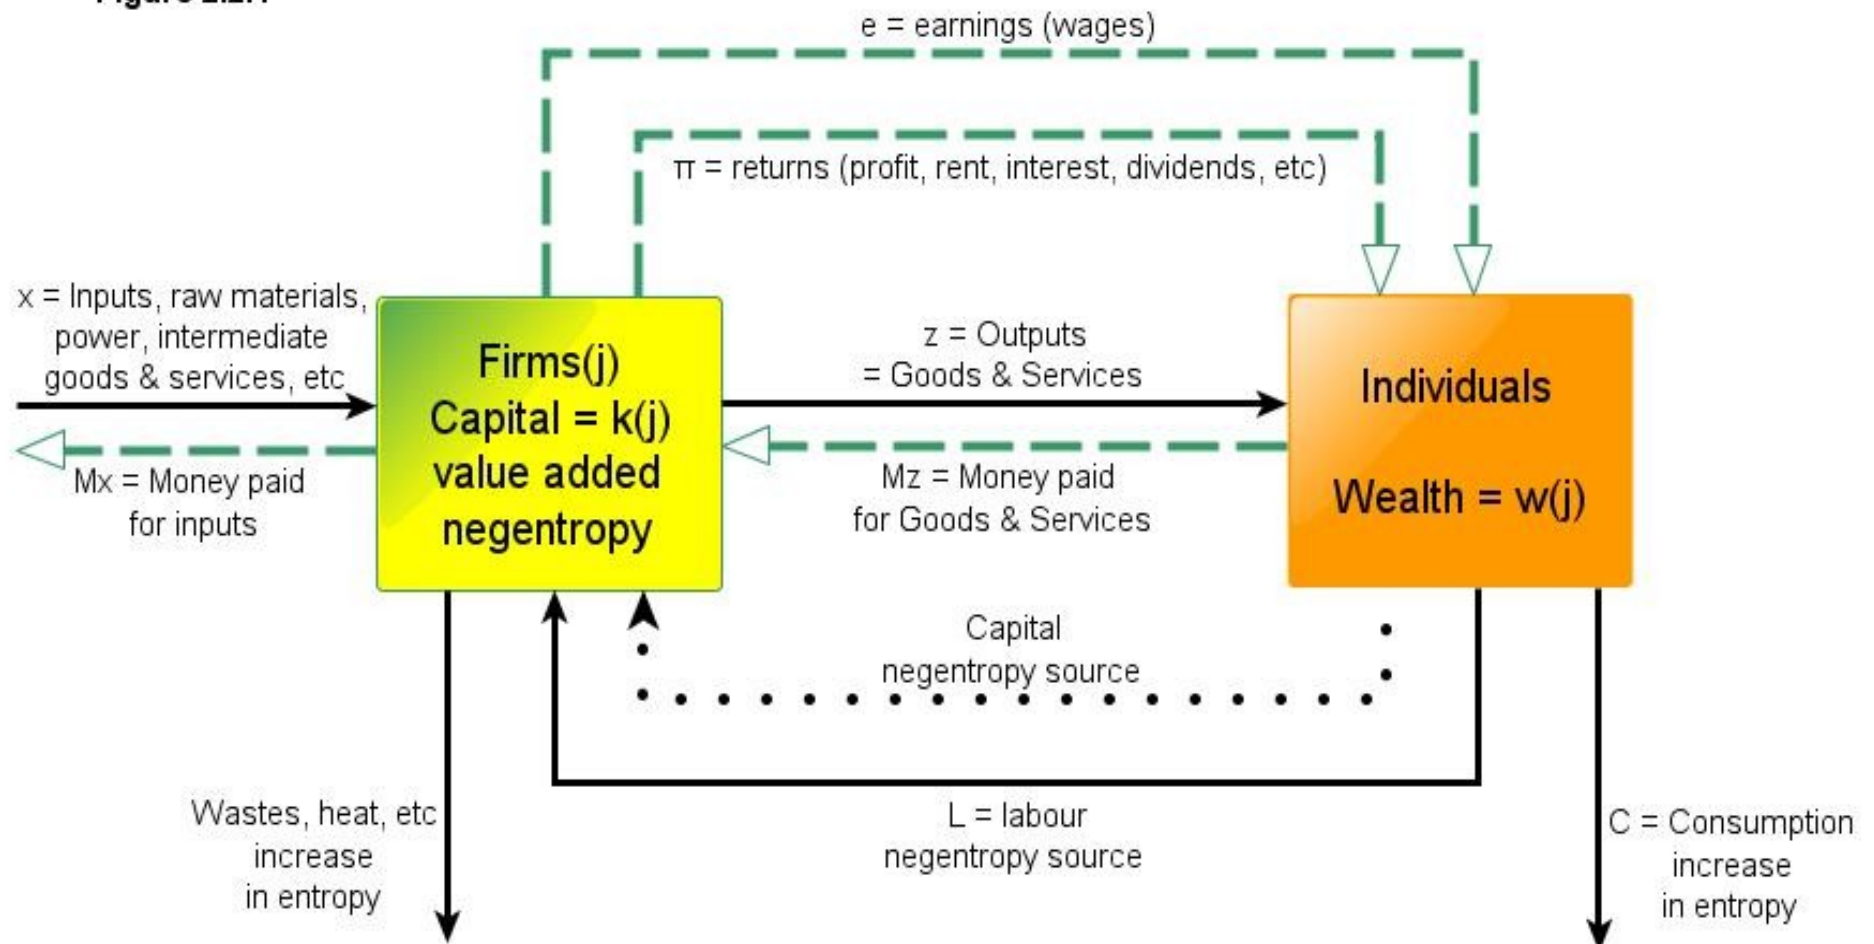 e = earnings (wages)
π = returns (profit, rent, interest, dividends, etc)
x = Inputs, raw materials,
power, intermediate
goods & services, etc
Mx = Money paid
for inputs
Firms(j)
Capital = k(j)
value added
negentropy
z = Outputs
= Goods & Services
Mz = Money paid
for Goods & Services
Individuals
Wealth = w(j)
Capital
negentropy source
L = labour
negentropy source
Wastes, heat, etc
increase
in entropy
C = Consumption
increase
in entropy